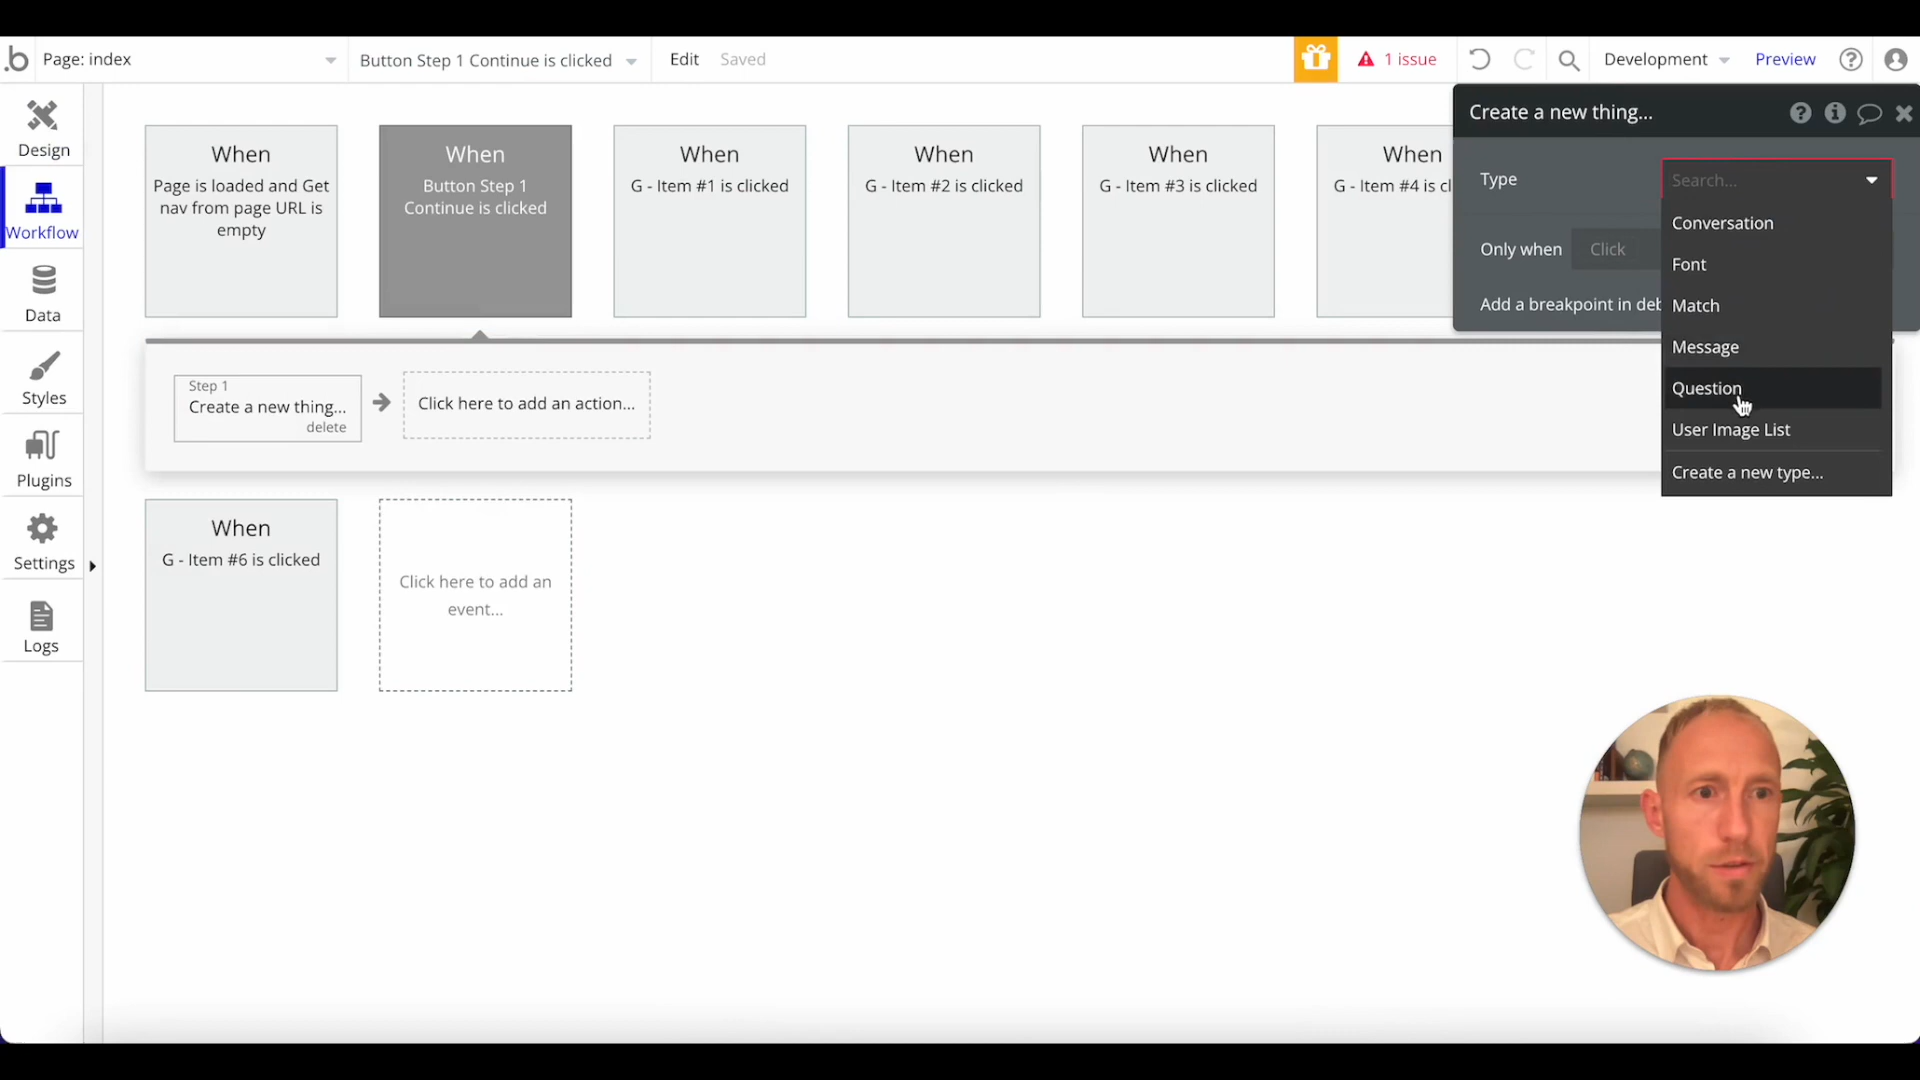 .b Page: index
Button Step 1 Continue is clicked
Edit
Saved
1 issue
Development
Preview
Design
Workflow
Data
Styles
Plugins
Settings
Logs
When
Page is loaded and Get
nav from page URL is
empty
When
Button Step 1
Continue is clicked
When
G - Item #1 is clicked
When
G - Item #2 is clicked
When
G - Item #3 is clicked
When
G - Item #4 is cl
Step 1
Create a new thing...
delete
Click here to add an action...
When
G - Item #6 is clicked
Click here to add an
event...
Create a new thing...
Type
Search...
Only when
Click
Add a breakpoint in deb
Conversation
Font
Match
Message
Question
User Image List
Create a new type...